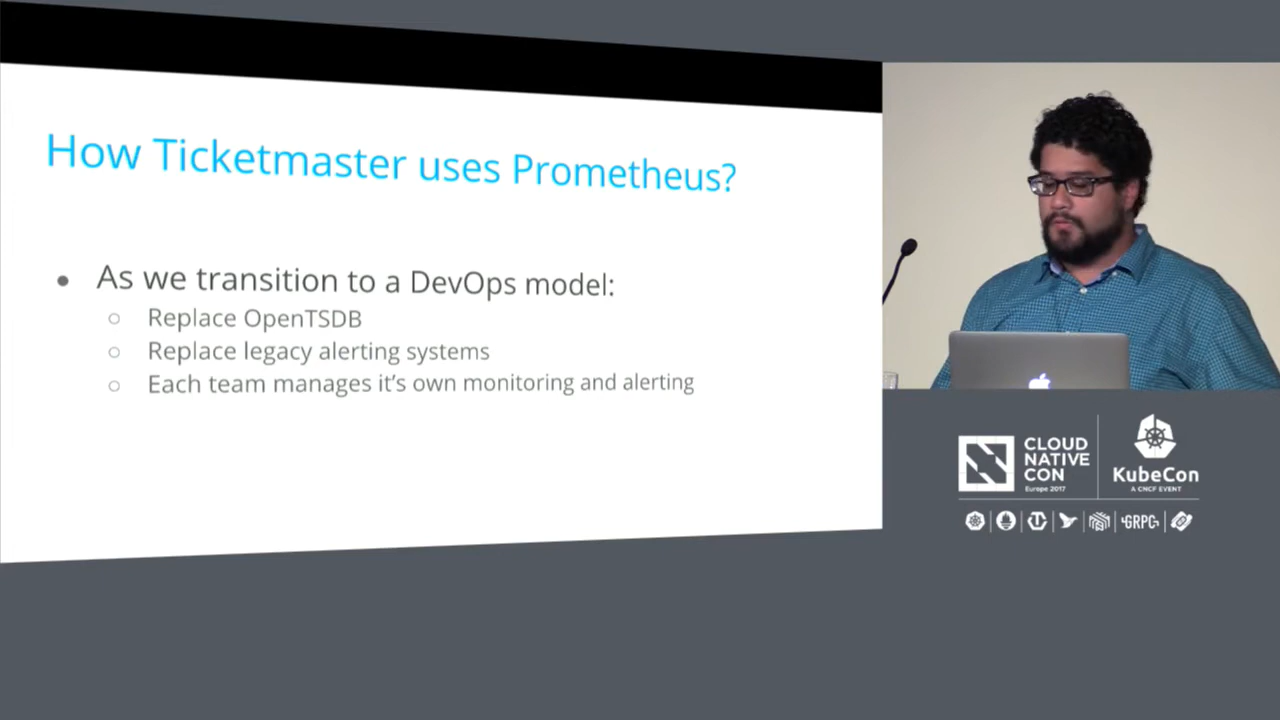 How Ticketmaster uses Prometheus?
As we transition to a DevOps model:
Replace OpenTSDB
Replace legacy alerting systems
Each team manages it’s own monitoring and alerting
CLOUD
NATIVE
CON
Europe 2017
KubeCon
A CNCF EVENT
GRPC